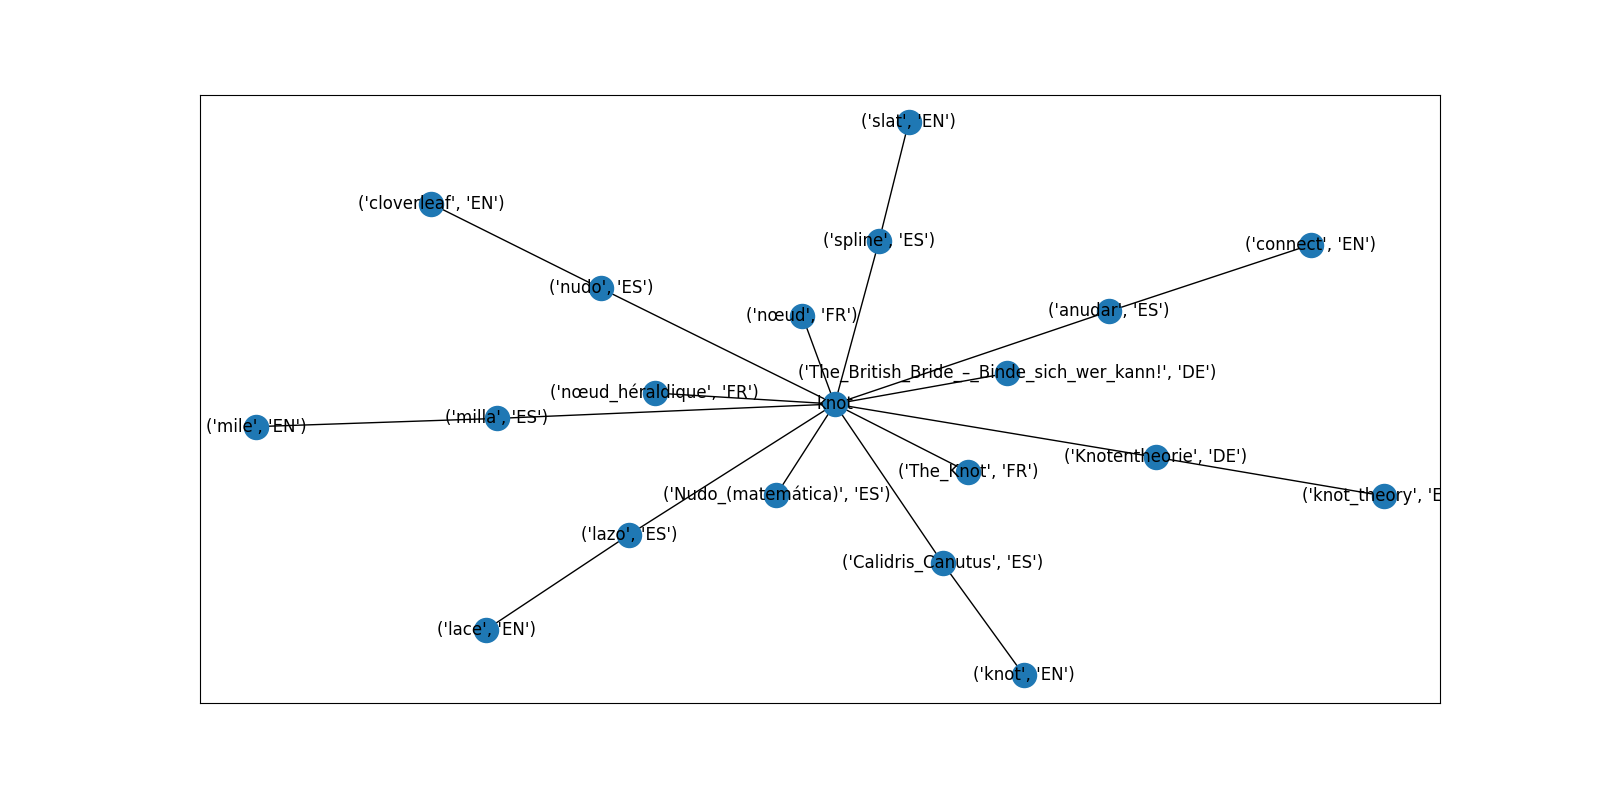 ('slat', 'EN')
('cloverleaf', 'EN')
('spline', 'ES')
('connect', 'EN')
('nudo', 'ES')
('anudar', 'ES')
('nœud', 'FR')
('The_British_Bride_–_Binde_sich_wer_kann!', 'DE')
('nœud_héraldique', 'FR')
knot
('milla', 'ES')
('mile', 'EN')
('Knotentheorie', 'DE')
('The_Knot', 'FR')
('Nudo_(matemática)', 'ES')
('knot_theory', 'E
('lazo', 'ES')
('Calidris_Canutus', 'ES')
('lace', 'EN')
('knot', 'EN')